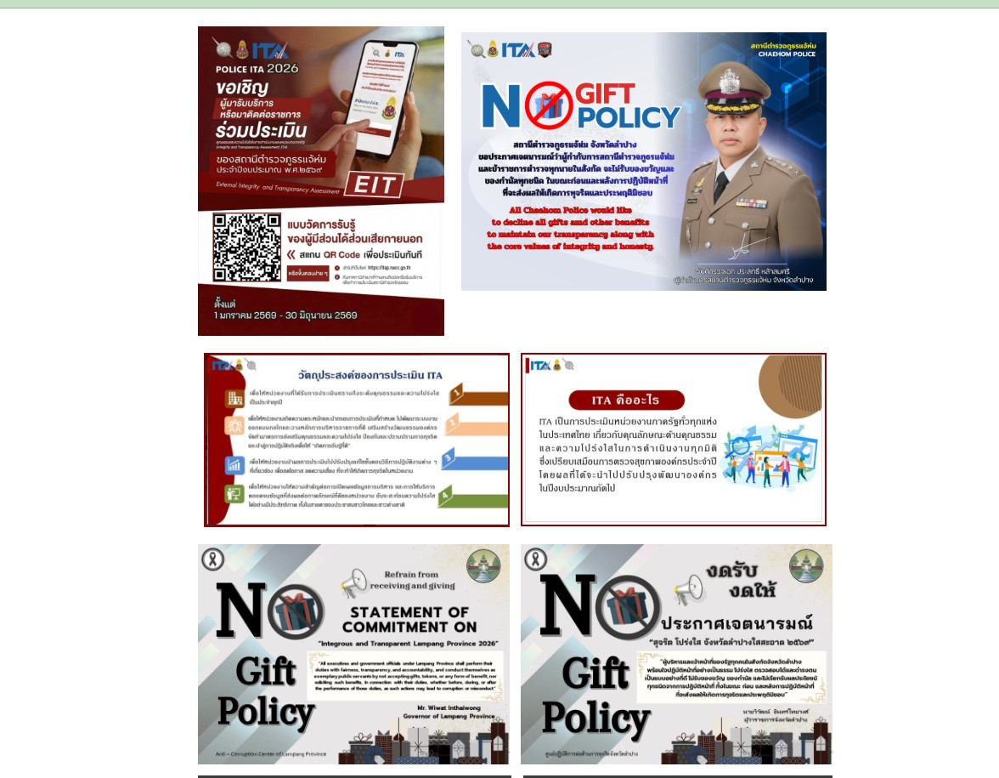 ITA
POLICE ITA 2026
ขอเชิญ
ผู้มารับบริการ
หรือมาติดต่อราชการ
ร่วมประเมิน
(Integrity and Transparency Assessment: ITA)
ของสถานีตำรวจภูธรแจ้ห่ม
ประจำปีงบประมาณ พ.ศ.๒๕๖๙
External Integrity and Transparency Assessment
EIT
แบบวัดการรับรู้
ของผู้มีส่วนได้ส่วนเสียภายนอก
สแกน QR Code เพื่อประเมินทันที
หรือขั้นตอนง่าย ๆ
1 เข้าไปที่เว็บไซต์ https://itap.nacc.go.th
2
ตั้งแต่
1 มกราคม 2569 - 30 มิถุนายน 2569
ITA
สถานีตำรวจภูธรแจ้ห่ม
CHAEHOM POLICE
NO GIFT
POLICY
สถานีตำรวจภูธรแจ้ห่ม จังหวัดลำปาง
ขอประกาศเจตนารมณ์ว่าผู้กำกับการสถานีตำรวจภูธรแจ้ห่ม
และข้าราชการตำรวจทุกนายในสังกัด จะไม่รับของขวัญและ
ของกำนัลทุกชนิด ในขณะก่อนและหลังการปฏิบัติหน้าที่
ที่จะส่งผลให้เกิดการทุจริตและประพฤติมิชอบ
All Chaehom Police would like
to decline all gifts amd other benefits
to maintain our transparency along with
the core values of integrity and honesty.
พันตำรวจเอก ประสิทธิ์ หล้าสมศรี
ผู้กำกับการสถานีตำรวจภูธรแจ้ห่ม จังหวัดลำปาง
ITA
วัตถุประสงค์ของการประเมิน ITA
เพื่อให้หน่วยงานที่ได้รับการประเมินทราบถึงระดับคุณธรรมและความโปร่งใส
เป็นประจำทุกปี
1
เพื่อให้หน่วยงานเกิดความตระหนักและนำกรอบการประเมินที่กำหนด ไปพัฒนาระบบงาน
ออกแบบกลไกและวางหลักการบริหารราชการที่ดี เสริมสร้างวัฒนธรรมองค์กร
จัดทำมาตรการส่งเสริมคุณธรรมและความโปร่งใส ป้องกันและปราบปรามการทุจริต
และนำสู่การปฏิบัติจริงเพื่อให้ "เกิดการรับรู้ที่ดี"
2
เพื่อให้หน่วยงานนำผลการประเมินไปปรับปรุงแก้ไขขั้นตอนวิธีการปฏิบัติงานต่าง ๆ
ที่เกี่ยวข้อง เพื่อลดโอกาส ลดความเสี่ยง ที่จะทำให้เกิดการทุจริตในหน่วยงาน
3
เพื่อให้หน่วยงานให้ความสำคัญต่อการเปิดเผยข้อมูลการบริหาร และการให้บริการ
ตลอดจนข้อมูลที่ส่งผลต่อภาพลักษณ์ที่ดีของหน่วยงาน อันจะสะท้อนความโปร่งใส
ได้อย่างมีประสิทธิภาพ ทั้งในสายตาของประชาชนชาวไทยและชาวต่างชาติ
4
ITA
ITA คืออะไร
ITA เป็นการประเมินหน่วยงานภาครัฐทั่วทุกแห่ง
ในประเทศไทย เกี่ยวกับคุณลักษณะด้านคุณธรรม
และความโปร่งใสในการดำเนินงานทุกมิติ
ซึ่งเปรียบเสมือนการตรวจสุขภาพองค์กรประจำปี
โดยผลที่ได้จะนำไปปรับปรุงพัฒนาองค์กร
ในปีงบประมาณถัดไป
NO
Gift
Policy
Refrain from
receiving and giving
STATEMENT OF
COMMITMENT ON
"Integrous and Transparent Lampang Province 2026"
"All executives and government officials under Lampang Province shall perform their
duties with fairness, transparency, and accountability, and conduct themselves as
exemplary public servants by not accepting gifts, tokens, or any form of benefit, nor
soliciting such benefits, in connection with their duties, whether before, during, or after
the performance of those duties, as such actions may lead to corruption or misconduct"
Mr. Wiwat Inthaiwong
Governor of Lampang Province
Anti – Corruption Center of Lampang Province
NO
Gift
Policy
งดรับ
งดให้
ประกาศเจตนารมณ์
"สุจริต โปร่งใส จังหวัดลำปางใสสะอาด ๒๕๖๙"
"ผู้บริหารและเจ้าหน้าที่ของรัฐทุกคนในสังกัดจังหวัดลำปาง
พร้อมใจปฏิบัติหน้าที่อย่างเป็นธรรม โปร่งใส ตรวจสอบได้และดำรงตน
เป็นแบบอย่างที่ดี ไม่รับของขวัญ ของกำนัล และไม่เรียกรับผลประโยชน์
ทุกชนิดจากการปฏิบัติหน้าที่ ทั้งในขณะ ก่อน และหลังการปฏิบัติหน้าที่
ที่จะส่งผลให้เกิดการทุจริตและประพฤติมิชอบ"
นายวิวัฒน์ อินทร์ไทยวงศ์
ผู้ว่าราชการจังหวัดลำปาง
ศูนย์ปฏิบัติการต่อต้านการทุจริต จังหวัดลำปาง